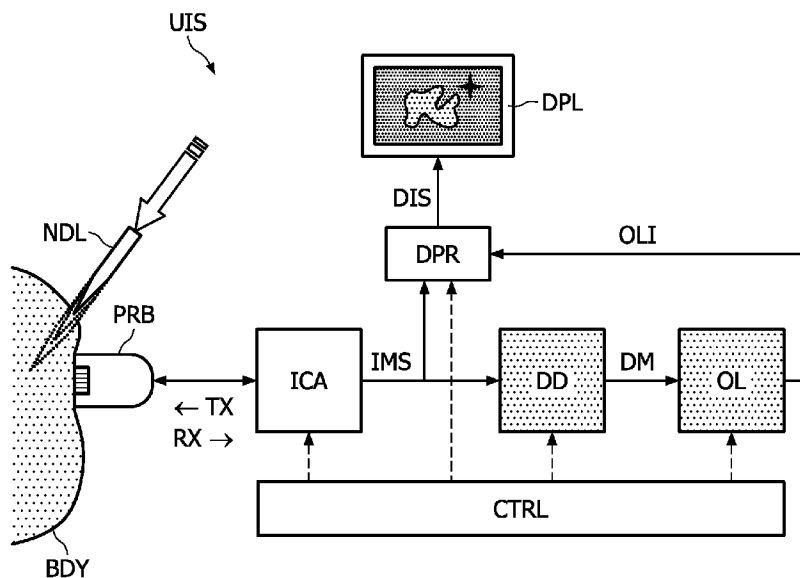 UIS
DPL
DIS
NDL
DPR
OLI
PRB
ICA
IMS
DD
DM
OL
← TX
RX →
CTRL
BDY